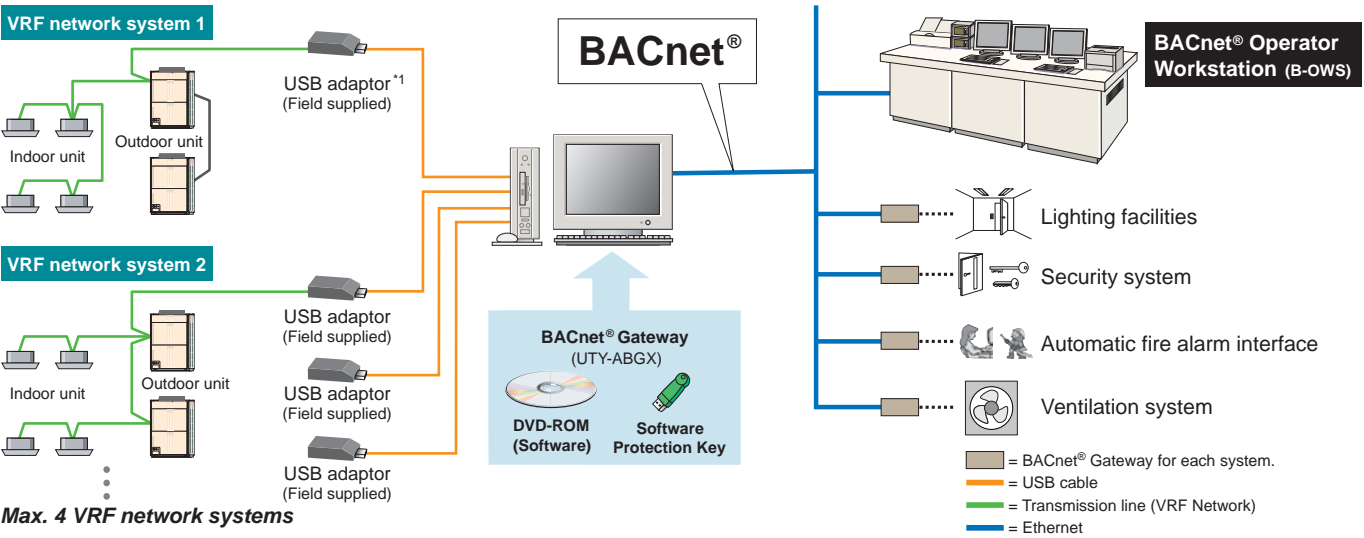 VRF network system 1
USB adaptor*1
(Field supplied)
Outdoor unit
Indoor unit
BACnet®
BACnet® Operator
Workstation (B-OWS)
Lighting facilities
Security system
Automatic fire alarm interface
Ventilation system
VRF network system 2
USB adaptor
(Field supplied)
Outdoor unit
Indoor unit
USB adaptor
(Field supplied)
USB adaptor
(Field supplied)
Max. 4 VRF network systems
BACnet® Gateway
(UTY-ABGX)
DVD-ROM
(Software)
Software
Protection Key
= BACnet® Gateway for each system.
= USB cable
= Transmission line (VRF Network)
= Ethernet